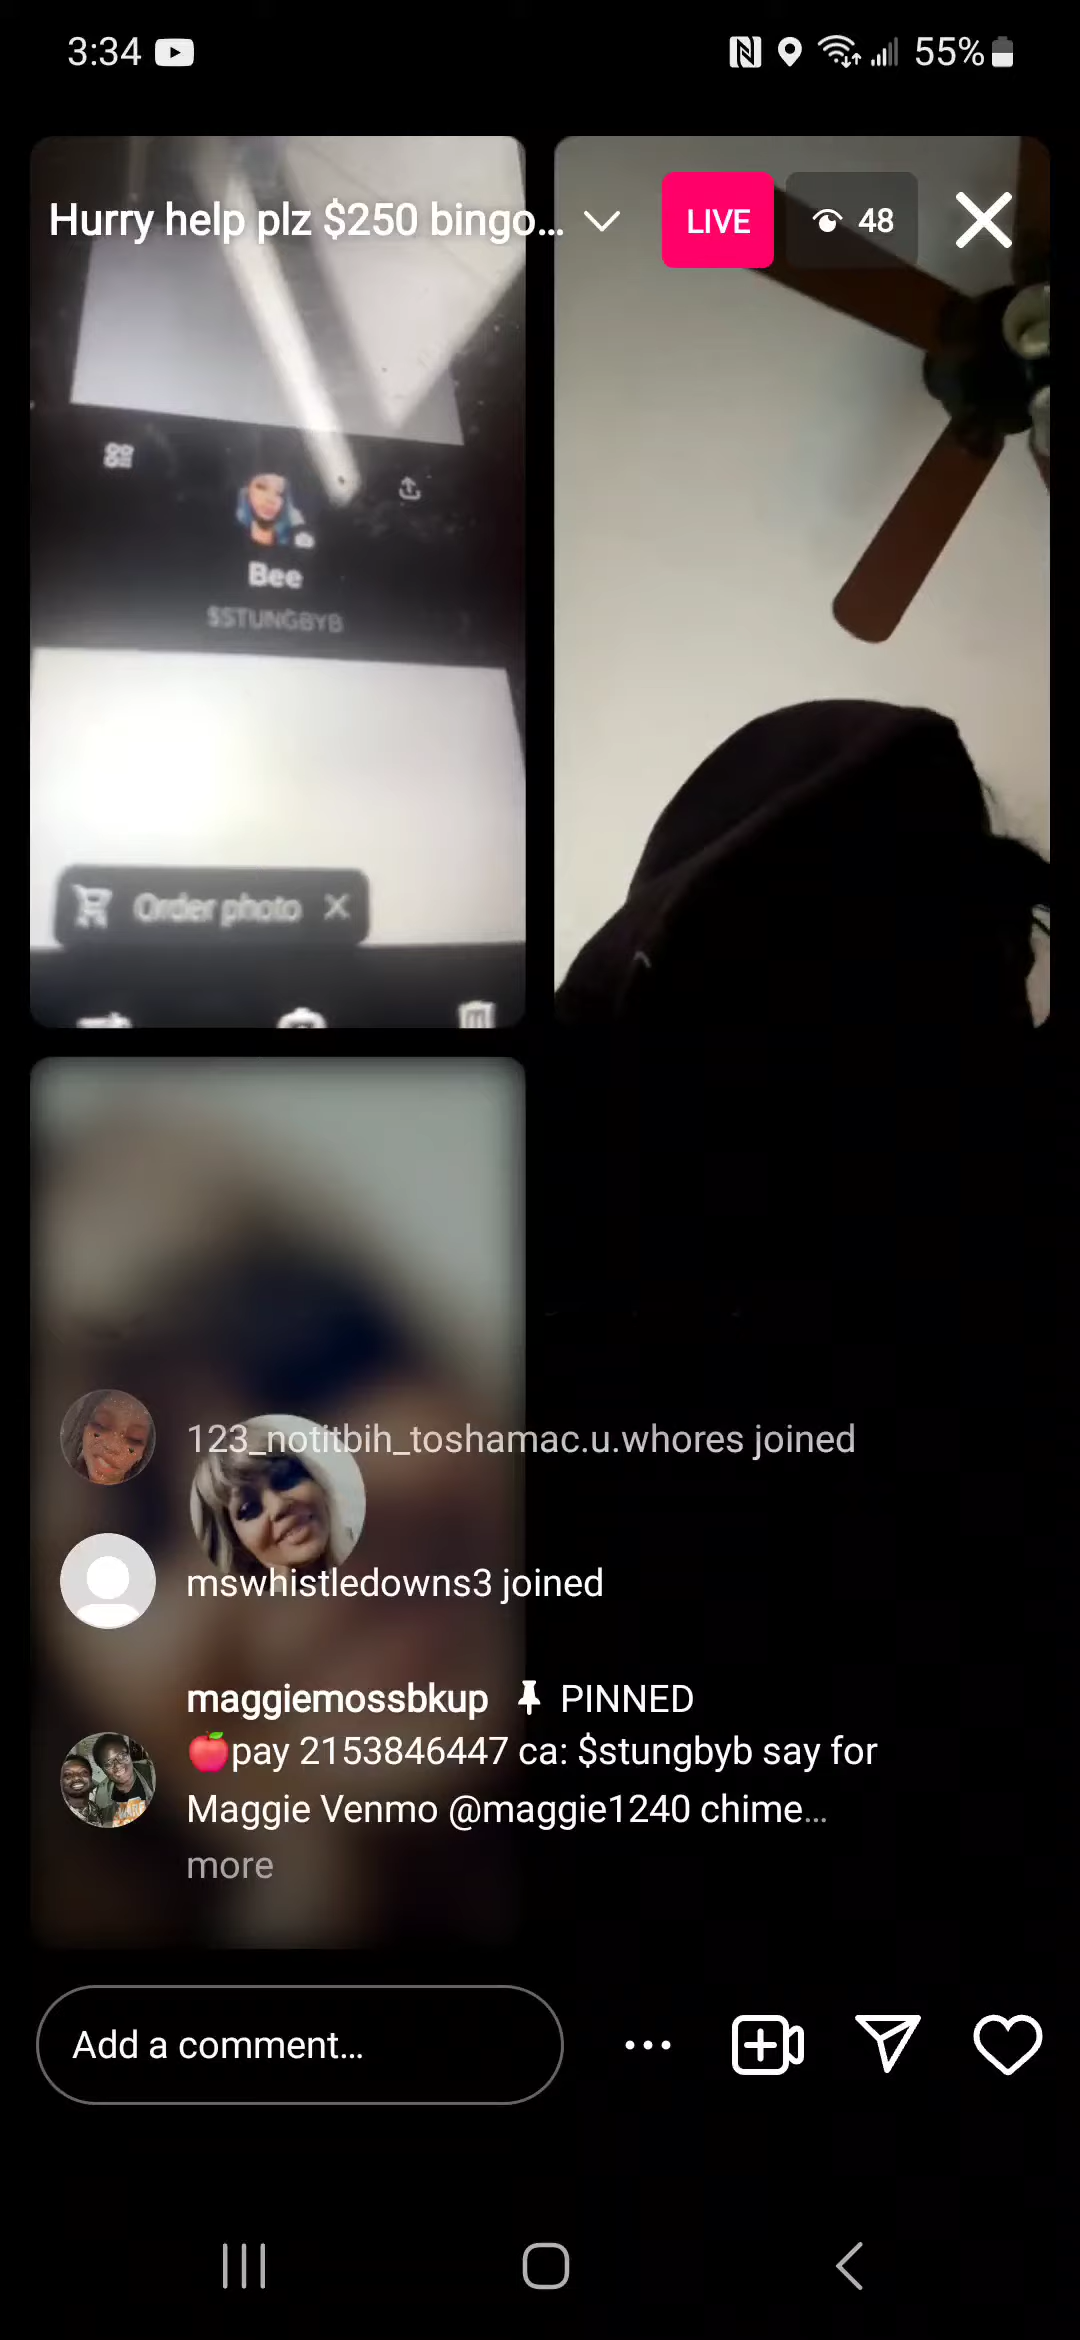 3:34
55%
Hurry help plz $250 bingo...
LIVE
48
Bee
$STUNGBYB
Order photo
123_notitbih_toshamac.u.whores joined
mswhistledowns3 joined
maggiemossbkup 📌 PINNED
🍎pay 2153846447 ca: $stungbyb say for
Maggie Venmo @maggie1240 chime...
more
Add a comment...